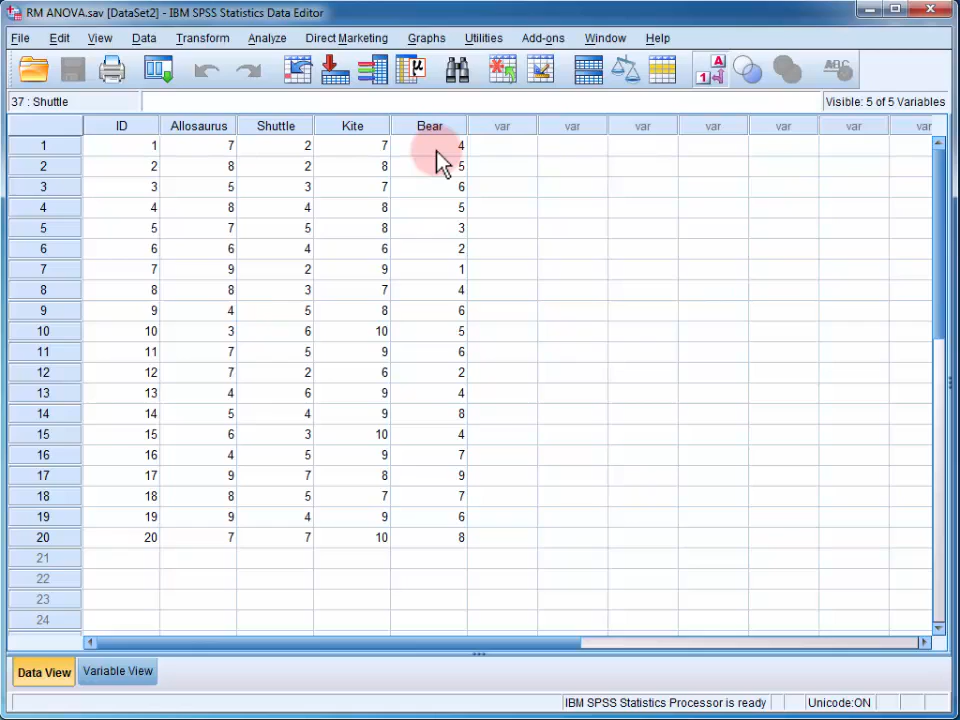 RM ANOVA.sav [DataSet2] - IBM SPSS Statistics Data Editor
File Edit View Data Transform Analyze Direct Marketing Graphs Utilities Add-ons Window Help
37 : Shuttle Visible: 5 of 5 Variables
ID Allosaurus Shuttle Kite Bear var var var var var var var
1 1 7 2 7 4
2 2 8 2 8 5
3 3 5 3 7 6
4 4 8 4 8 5
5 5 7 5 8 3
6 6 6 4 6 2
7 7 9 2 9 1
8 8 8 3 7 4
9 9 4 5 8 6
10 10 3 6 10 5
11 11 7 5 9 6
12 12 7 2 6 2
13 13 4 6 9 4
14 14 5 4 9 8
15 15 6 3 10 4
16 16 4 5 9 7
17 17 9 7 8 9
18 18 8 5 7 7
19 19 9 4 9 6
20 20 7 7 10 8
21
22
23
24
Data View Variable View
IBM SPSS Statistics Processor is ready Unicode:ON